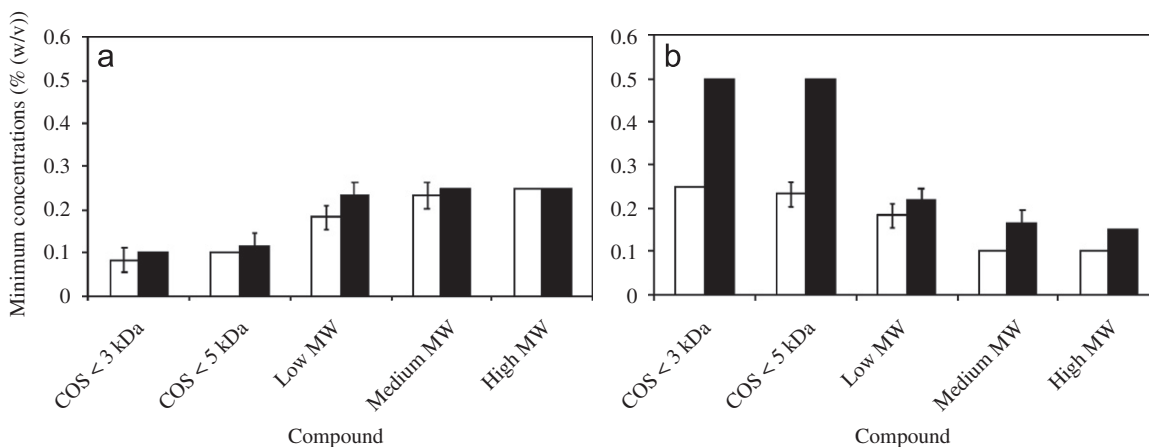 Minimum concentrations (% (w/v))
a
0.6
0.5
0.4
0.3
0.2
0.1
0
COS < 3 kDa
COS < 5 kDa
Low MW
Medium MW
High MW
Compound
b
0.6
0.5
0.4
0.3
0.2
0.1
0
COS < 3 kDa
COS < 5 kDa
Low MW
Medium MW
High MW
Compound